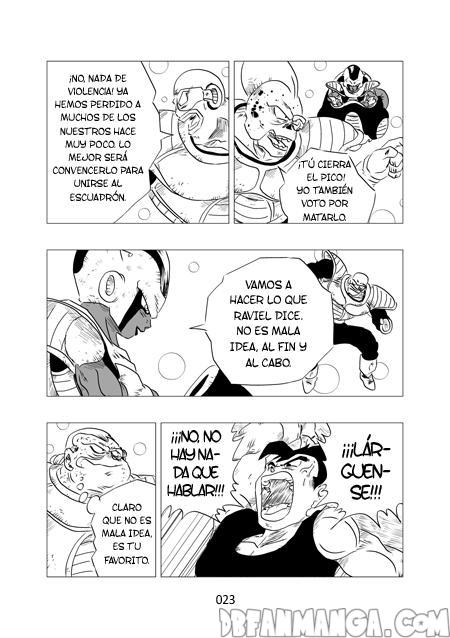 ¡NO, NADA DE
VIOLENCIA! YA
HEMOS PERDIDO A
MUCHOS DE LOS
NUESTROS HACE
MUY POCO. LO
MEJOR SERÁ
CONVENCERLO PARA
UNIRSE AL
ESCUADRÓN.
¡TÚ CIERRA
EL PICO!
YO TAMBIÉN
VOTO POR
MATARLO.
VAMOS A
HACER LO QUE
RAVIEL DICE.
NO ES MALA
IDEA, AL FIN Y
AL CABO.
CLARO
QUE NO ES
MALA IDEA,
ES TU
FAVORITO.
¡¡¡NO, NO
HAY NA-
DA QUE
HABLAR!!!
¡¡¡LÁR-
GUEN-
SE!!!
023
DBFANMANGA.COM